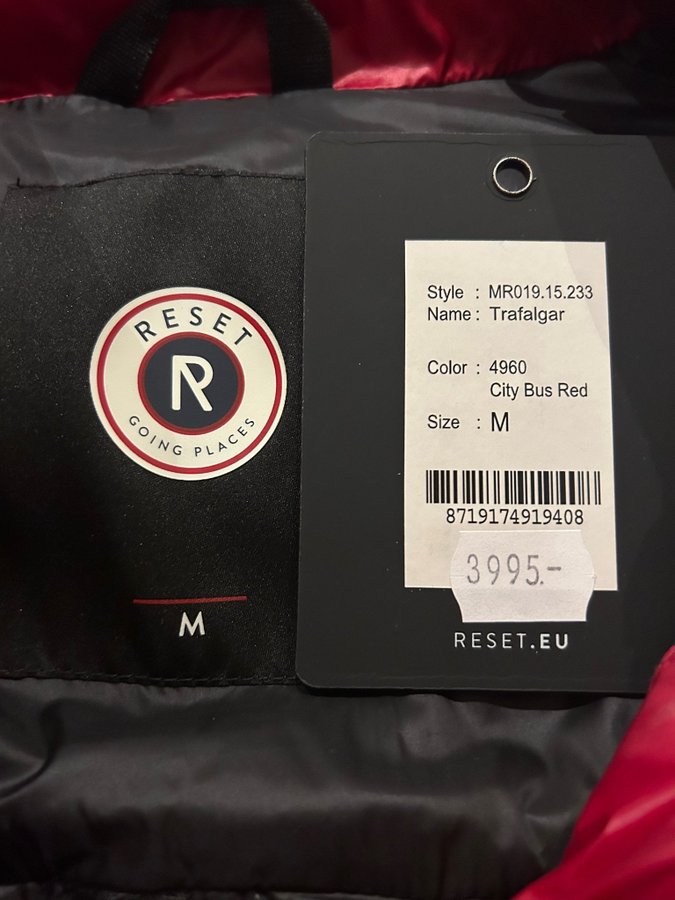 RESET
R
GOING PLACES
M
Style : MR019.15.233
Name : Trafalgar
Color : 4960
City Bus Red
Size : M
8719174919408
3995.-
RESET.EU